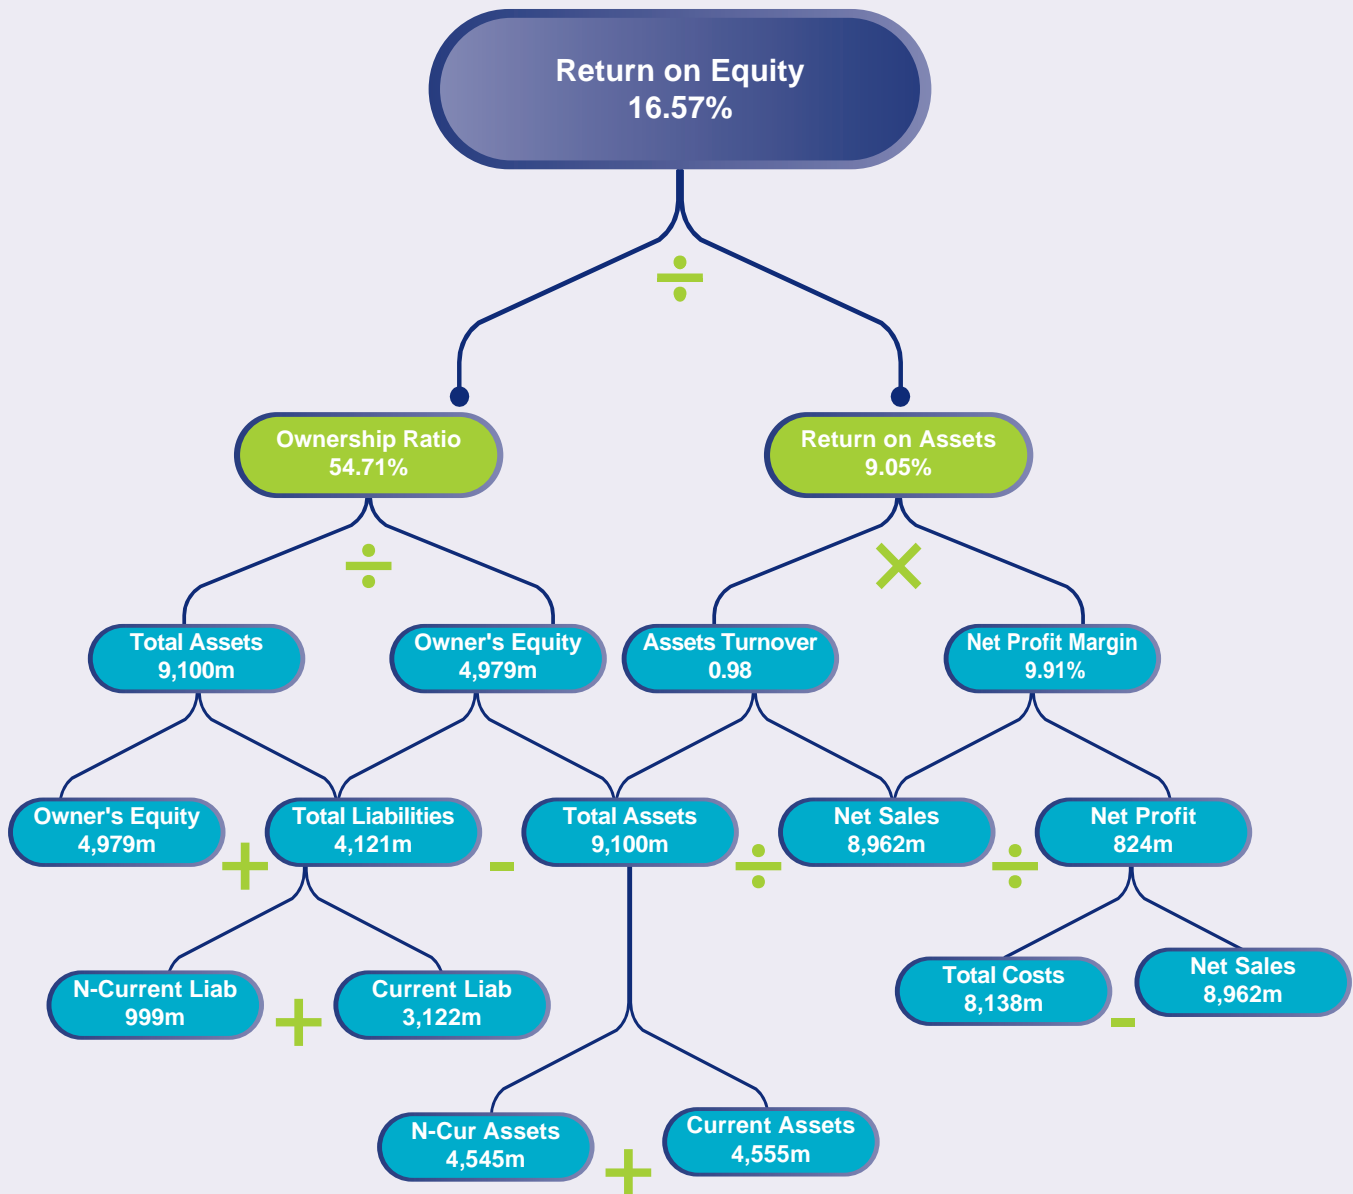 Return on Equity
16.57%
÷
Ownership Ratio
54.71%
Return on Assets
9.05%
÷
×
Total Assets
9,100m
Owner's Equity
4,979m
Assets Turnover
0.98
Net Profit Margin
9.91%
Owner's Equity
4,979m
+
Total Liabilities
4,121m
-
Total Assets
9,100m
÷
Net Sales
8,962m
÷
Net Profit
824m
N-Current Liab
999m
+
Current Liab
3,122m
Total Costs
8,138m
-
Net Sales
8,962m
N-Cur Assets
4,545m
+
Current Assets
4,555m